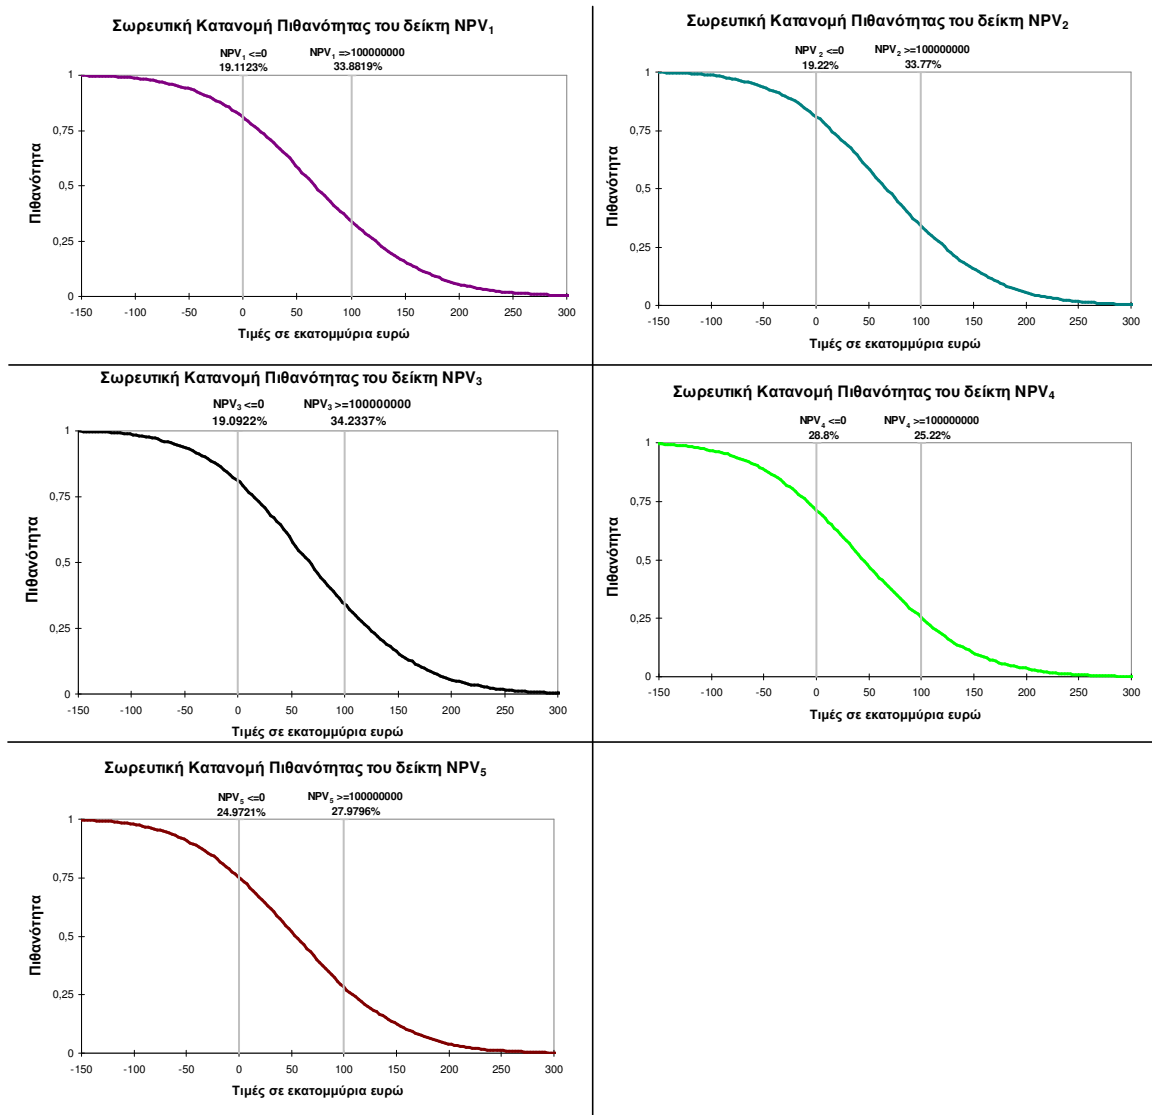 Σωρευτική Κατανομή Πιθανότητας του δείκτη NPV₁
NPV₁ <=0
19.1123%
NPV₁ =>100000000
33.8819%
Πιθανότητα
1
0,75
0,5
0,25
0
-150 -100 -50 0 50 100 150 200 250 300
Τιμές σε εκατομμύρια ευρώ
Σωρευτική Κατανομή Πιθανότητας του δείκτη NPV₂
NPV₂ <=0
19.22%
NPV₂ >=100000000
33.77%
Πιθανότητα
1
0,75
0,5
0,25
0
-150 -100 -50 0 50 100 150 200 250 300
Τιμές σε εκατομμύρια ευρώ
Σωρευτική Κατανομή Πιθανότητας του δείκτη NPV₃
NPV₃ <=0
19.0922%
NPV₃ >=100000000
34.2337%
Πιθανότητα
1
0,75
0,5
0,25
0
-150 -100 -50 0 50 100 150 200 250 300
Τιμές σε εκατομμύρια ευρώ
Σωρευτική Κατανομή Πιθανότητας του δείκτη NPV₄
NPV₄ <=0
28.8%
NPV₄ >=100000000
25.22%
Πιθανότητα
1
0,75
0,5
0,25
0
-150 -100 -50 0 50 100 150 200 250 300
Τιμές σε εκατομμύρια ευρώ
Σωρευτική Κατανομή Πιθανότητας του δείκτη NPV₅
NPV₅ <=0
24.9721%
NPV₅ >=100000000
27.9796%
Πιθανότητα
1
0,75
0,5
0,25
0
-150 -100 -50 0 50 100 150 200 250 300
Τιμές σε εκατομμύρια ευρώ